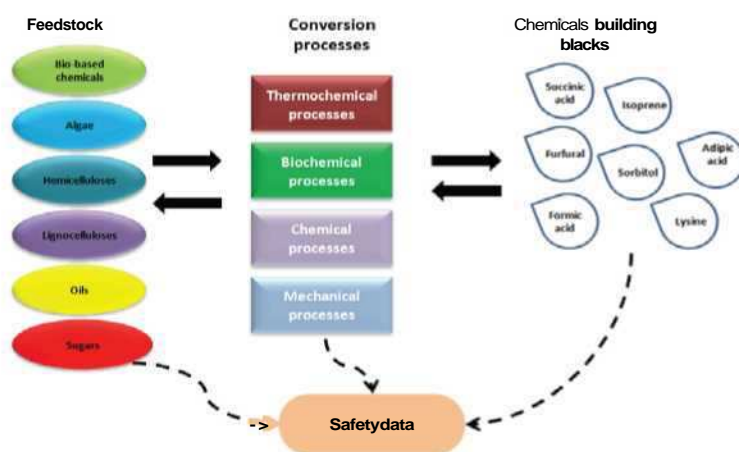 Feedstock
Bio-based
chemicals
Algae
Hemicelluloses
Lignocelluloses
Oils
Sugars
Conversion
processes
Thermochemical
processes
Biochemical
processes
Chemical
processes
Mechanical
processes
Chemicals building
blacks
Succinic
acid
Isoprene
Furfural
Sorbitol
Adipic
acid
Formic
acid
Lysine
->
Safetydata